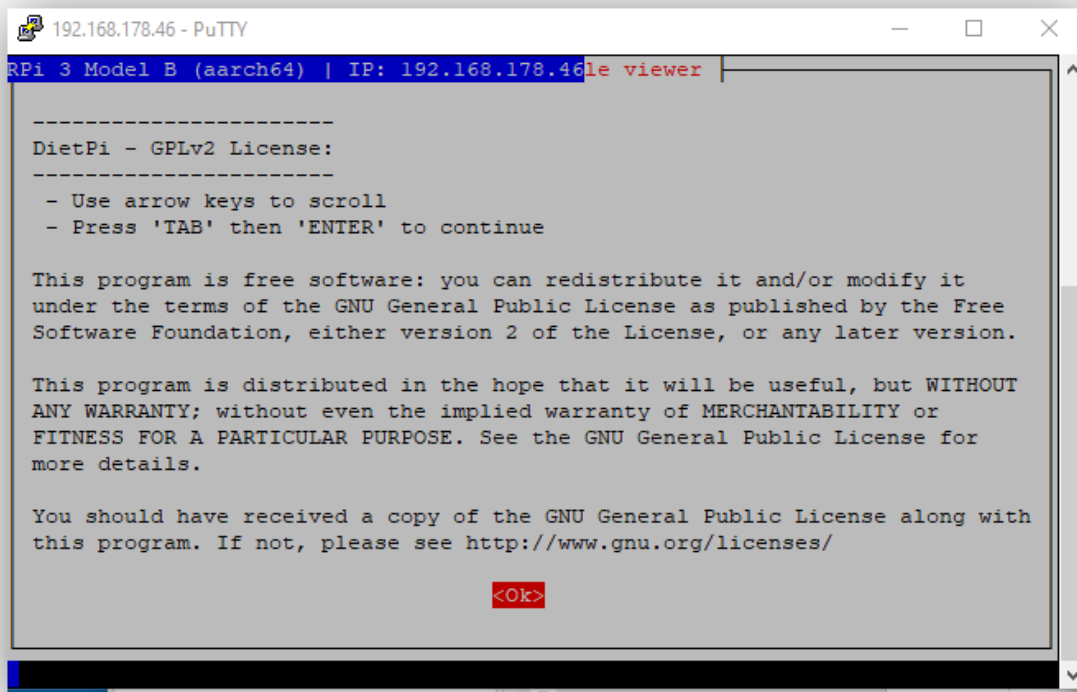 192.168.178.46 - PuTTY
RPi 3 Model B (aarch64) | IP: 192.168.178.46le viewer
-----------------------
DietPi - GPLv2 License:
-----------------------
- Use arrow keys to scroll
- Press 'TAB' then 'ENTER' to continue
This program is free software: you can redistribute it and/or modify it
under the terms of the GNU General Public License as published by the Free
Software Foundation, either version 2 of the License, or any later version.
This program is distributed in the hope that it will be useful, but WITHOUT
ANY WARRANTY; without even the implied warranty of MERCHANTABILITY or
FITNESS FOR A PARTICULAR PURPOSE. See the GNU General Public License for
more details.
You should have received a copy of the GNU General Public License along with
this program. If not, please see http://www.gnu.org/licenses/
<Ok>